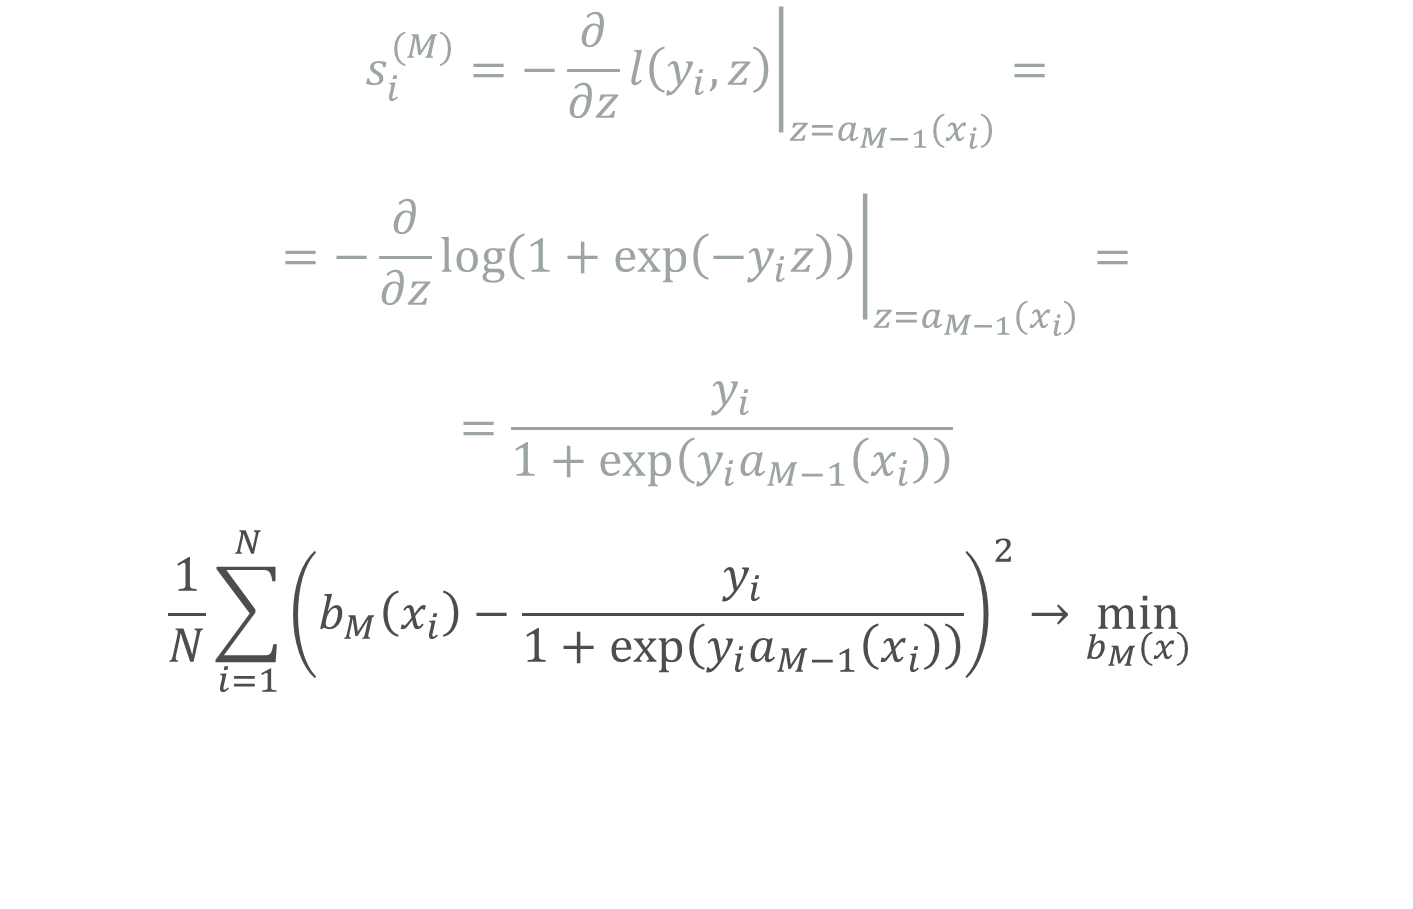 s_i^{(M)} = -\frac{\partial}{\partial z} l(y_i, z) \Big|_{z=a_{M-1}(x_i)} =
= -\frac{\partial}{\partial z} \log(1 + \exp(-y_i z)) \Big|_{z=a_{M-1}(x_i)} =
= \frac{y_i}{1 + \exp(y_i a_{M-1}(x_i))}
\frac{1}{N} \sum_{i=1}^{N} \left( b_M(x_i) - \frac{y_i}{1 + \exp(y_i a_{M-1}(x_i))} \right)^2 \rightarrow \min_{b_M(x)}